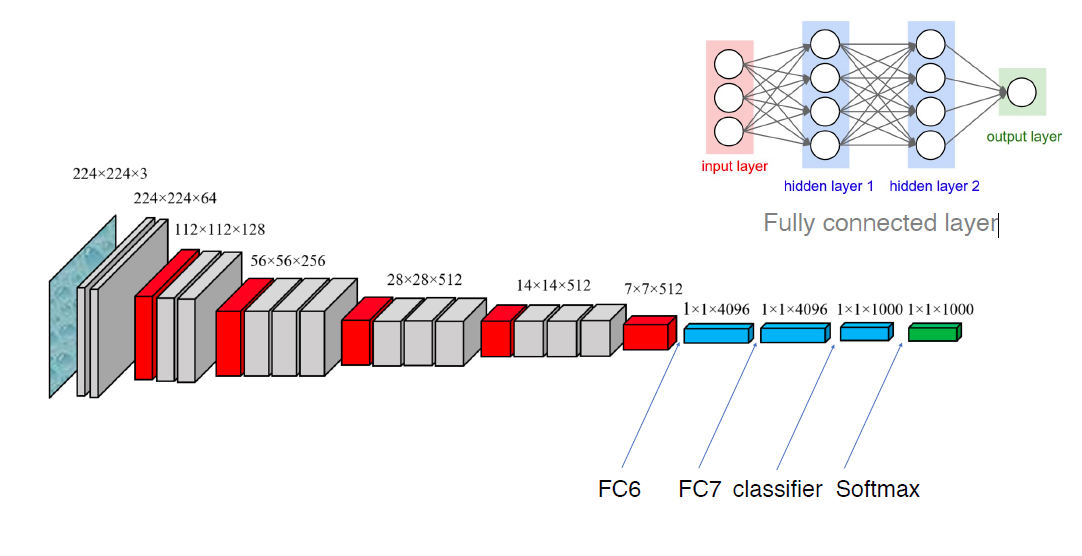 input layer
hidden layer 1
hidden layer 2
output layer
Fully connected layer
224×224×3
224×224×64
112×112×128
56×56×256
28×28×512
14×14×512
7×7×512
1×1×4096
1×1×4096
1×1×1000
1×1×1000
FC6
FC7
classifier
Softmax